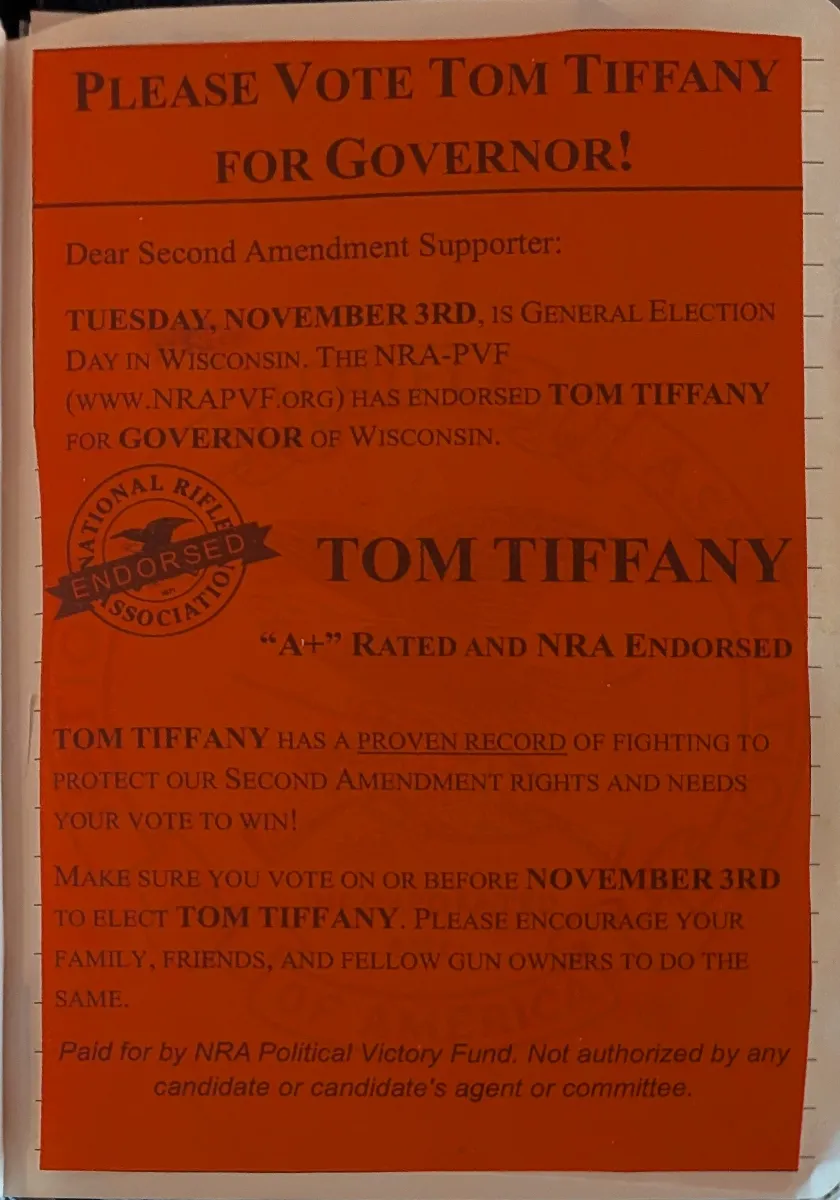 PLEASE VOTE TOM TIFFANY
FOR GOVERNOR!
Dear Second Amendment Supporter:
TUESDAY, NOVEMBER 3RD, IS GENERAL ELECTION
DAY IN WISCONSIN. THE NRA-PVF
(WWW.NRAPVF.ORG) HAS ENDORSED TOM TIFFANY
FOR GOVERNOR OF WISCONSIN.
NATIONAL RIFLE
ENDORSED
ASSOCIATION
TOM TIFFANY
“A+” RATED AND NRA ENDORSED
TOM TIFFANY HAS A PROVEN RECORD OF FIGHTING TO
PROTECT OUR SECOND AMENDMENT RIGHTS AND NEEDS
YOUR VOTE TO WIN!
MAKE SURE YOU VOTE ON OR BEFORE NOVEMBER 3RD
TO ELECT TOM TIFFANY. PLEASE ENCOURAGE YOUR
FAMILY, FRIENDS, AND FELLOW GUN OWNERS TO DO THE
SAME.
OF AMERICA
Paid for by NRA Political Victory Fund. Not authorized by any
candidate or candidate's agent or committee.